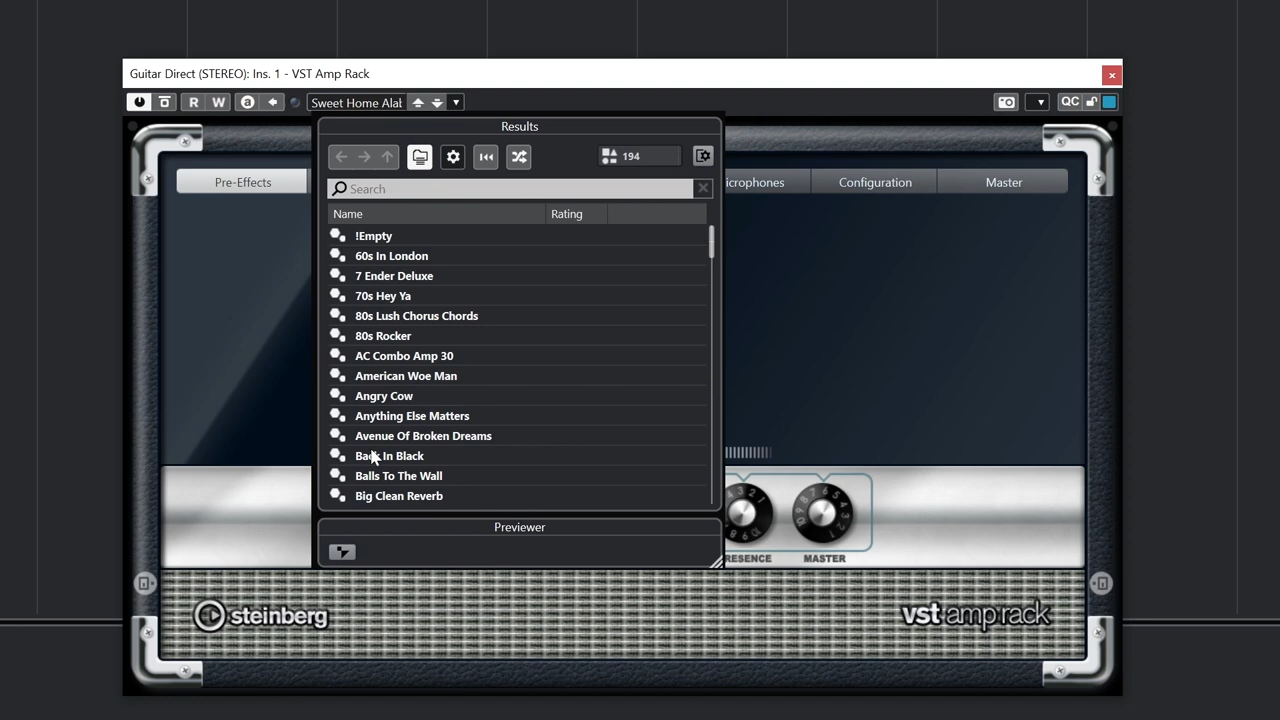 Guitar Direct (STEREO): Ins. 1 - VST Amp Rack
R W a Sweet Home Alal QC
Results
194
Search
Name Rating
Pre-Effects
icrophones
Configuration
Master
!Empty
60s In London
7 Ender Deluxe
70s Hey Ya
80s Lush Chorus Chords
80s Rocker
AC Combo Amp 30
American Woe Man
Angry Cow
Anything Else Matters
Avenue Of Broken Dreams
Back In Black
Balls To The Wall
Big Clean Reverb
Previewer
RESENCE
MASTER
steinberg
vst amp rack